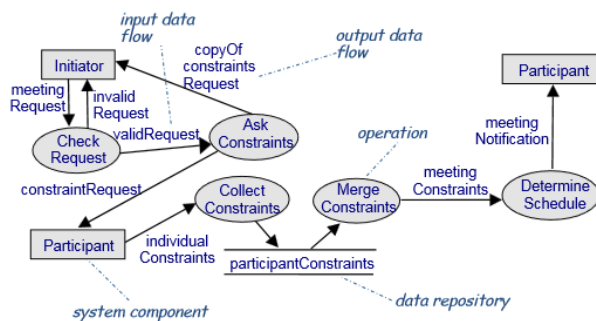 input data
flow
output data
flow
Initiator
copyOf
constraints
Request
Participant
meeting
Request
invalid
Request
Check
Request
validRequest
Ask
Constraints
operation
meeting
Notification
constraintRequest
Collect
Constraints
Merge
Constraints
meeting
Constraints
Determine
Schedule
Participant
individual
Constraints
participantConstraints
system component
data repository